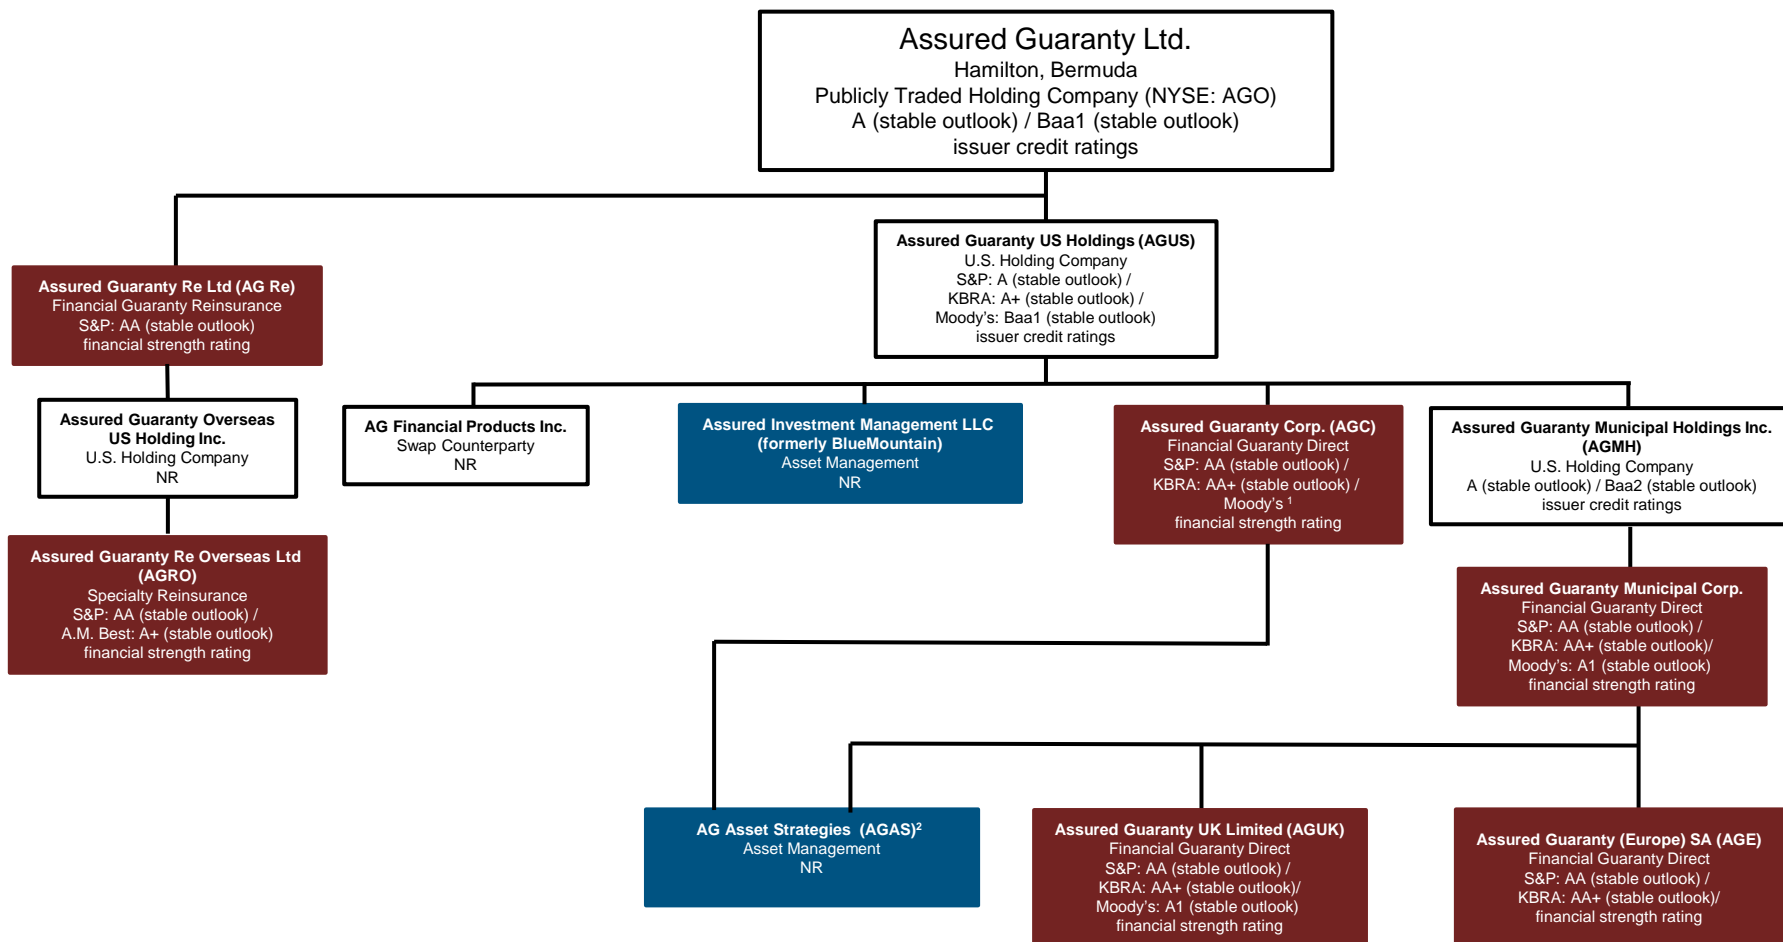 Assured Guaranty Ltd.
Hamilton, Bermuda
Publicly Traded Holding Company (NYSE: AGO)
A (stable outlook) / Baa1 (stable outlook)
issuer credit ratings
Assured Guaranty US Holdings (AGUS)
U.S. Holding Company
S&P: A (stable outlook) /
KBRA: A+ (stable outlook) /
Moody's: Baa1 (stable outlook)
issuer credit ratings
Assured Guaranty Re Ltd (AG Re)
Financial Guaranty Reinsurance
S&P: AA (stable outlook)
financial strength rating
Assured Guaranty Overseas
US Holding Inc.
U.S. Holding Company
NR
AG Financial Products Inc.
Swap Counterparty
NR
Assured Investment Management LLC
(formerly BlueMountain)
Asset Management
NR
Assured Guaranty Corp. (AGC)
Financial Guaranty Direct
S&P: AA (stable outlook) /
KBRA: AA+ (stable outlook) /
Moody's ¹
financial strength rating
Assured Guaranty Municipal Holdings Inc.
(AGMH)
U.S. Holding Company
A (stable outlook) / Baa2 (stable outlook)
issuer credit ratings
Assured Guaranty Re Overseas Ltd
(AGRO)
Specialty Reinsurance
S&P: AA (stable outlook) /
A.M. Best: A+ (stable outlook)
financial strength rating
Assured Guaranty Municipal Corp.
Financial Guaranty Direct
S&P: AA (stable outlook) /
KBRA: AA+ (stable outlook)/
Moody's: A1 (stable outlook)
financial strength rating
AG Asset Strategies (AGAS)²
Asset Management
NR
Assured Guaranty UK Limited (AGUK)
Financial Guaranty Direct
S&P: AA (stable outlook) /
KBRA: AA+ (stable outlook)/
Moody's: A1 (stable outlook)
financial strength rating
Assured Guaranty (Europe) SA (AGE)
Financial Guaranty Direct
S&P: AA (stable outlook) /
KBRA: AA+ (stable outlook)/
financial strength rating